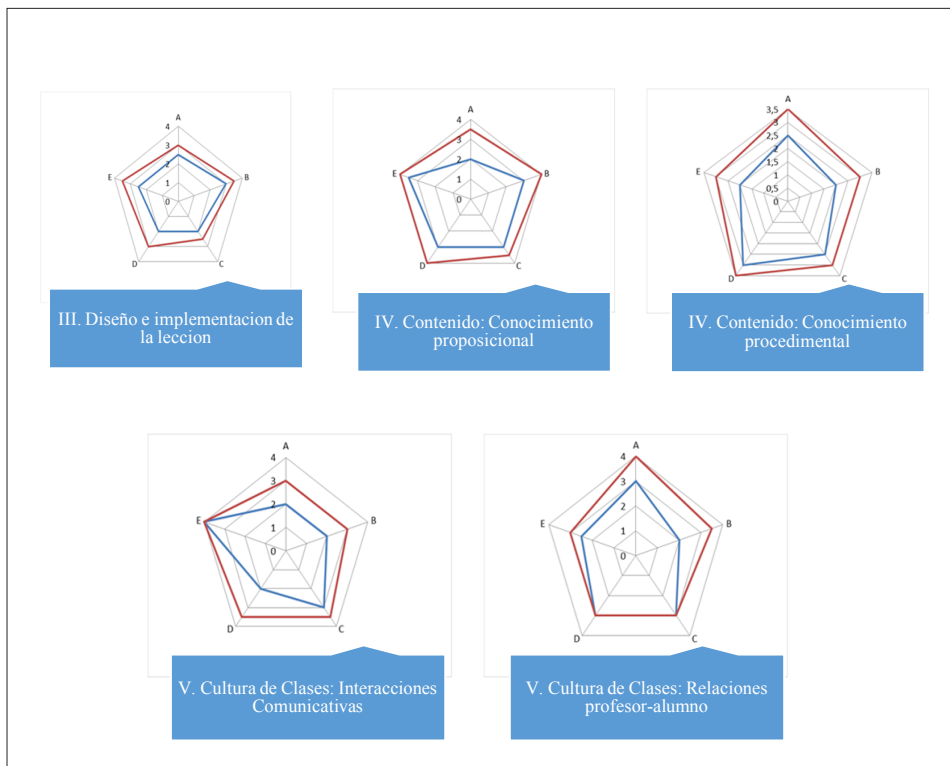 A
4
3
2
1
0
E
B
D
C
III. Diseño e implementacion de
la leccion
A
4
3
2
1
0
E
B
D
C
IV. Contenido: Conocimiento
proposicional
A
3,5
3
2,5
2
1,5
1
0,5
0
E
B
D
C
IV. Contenido: Conocimiento
procedimental
A
4
3
2
1
0
E
B
D
C
V. Cultura de Clases: Interacciones
Comunicativas
A
4
3
2
1
0
E
B
D
C
V. Cultura de Clases: Relaciones
profesor-alumno